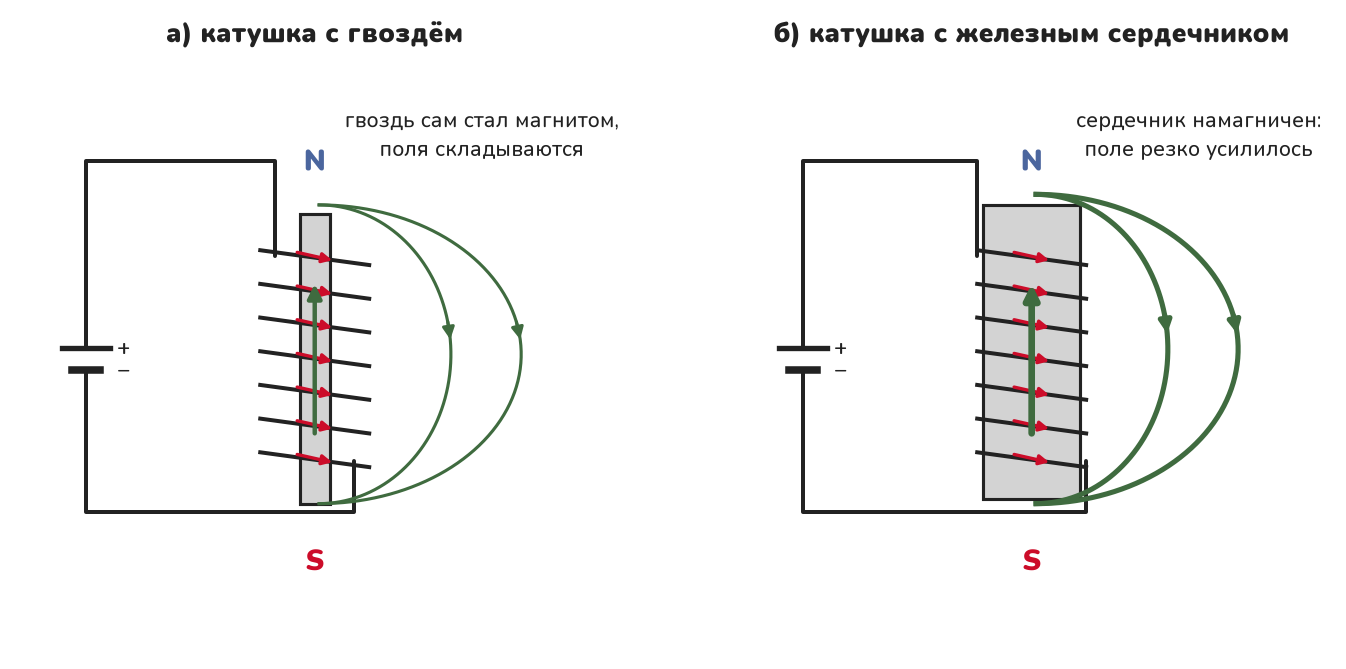 а) катушка с гвоздём
гвоздь сам стал магнитом,
поля складываются
N
+
−
S
б) катушка с железным сердечником
сердечник намагничен:
поле резко усилилось
N
+
−
S